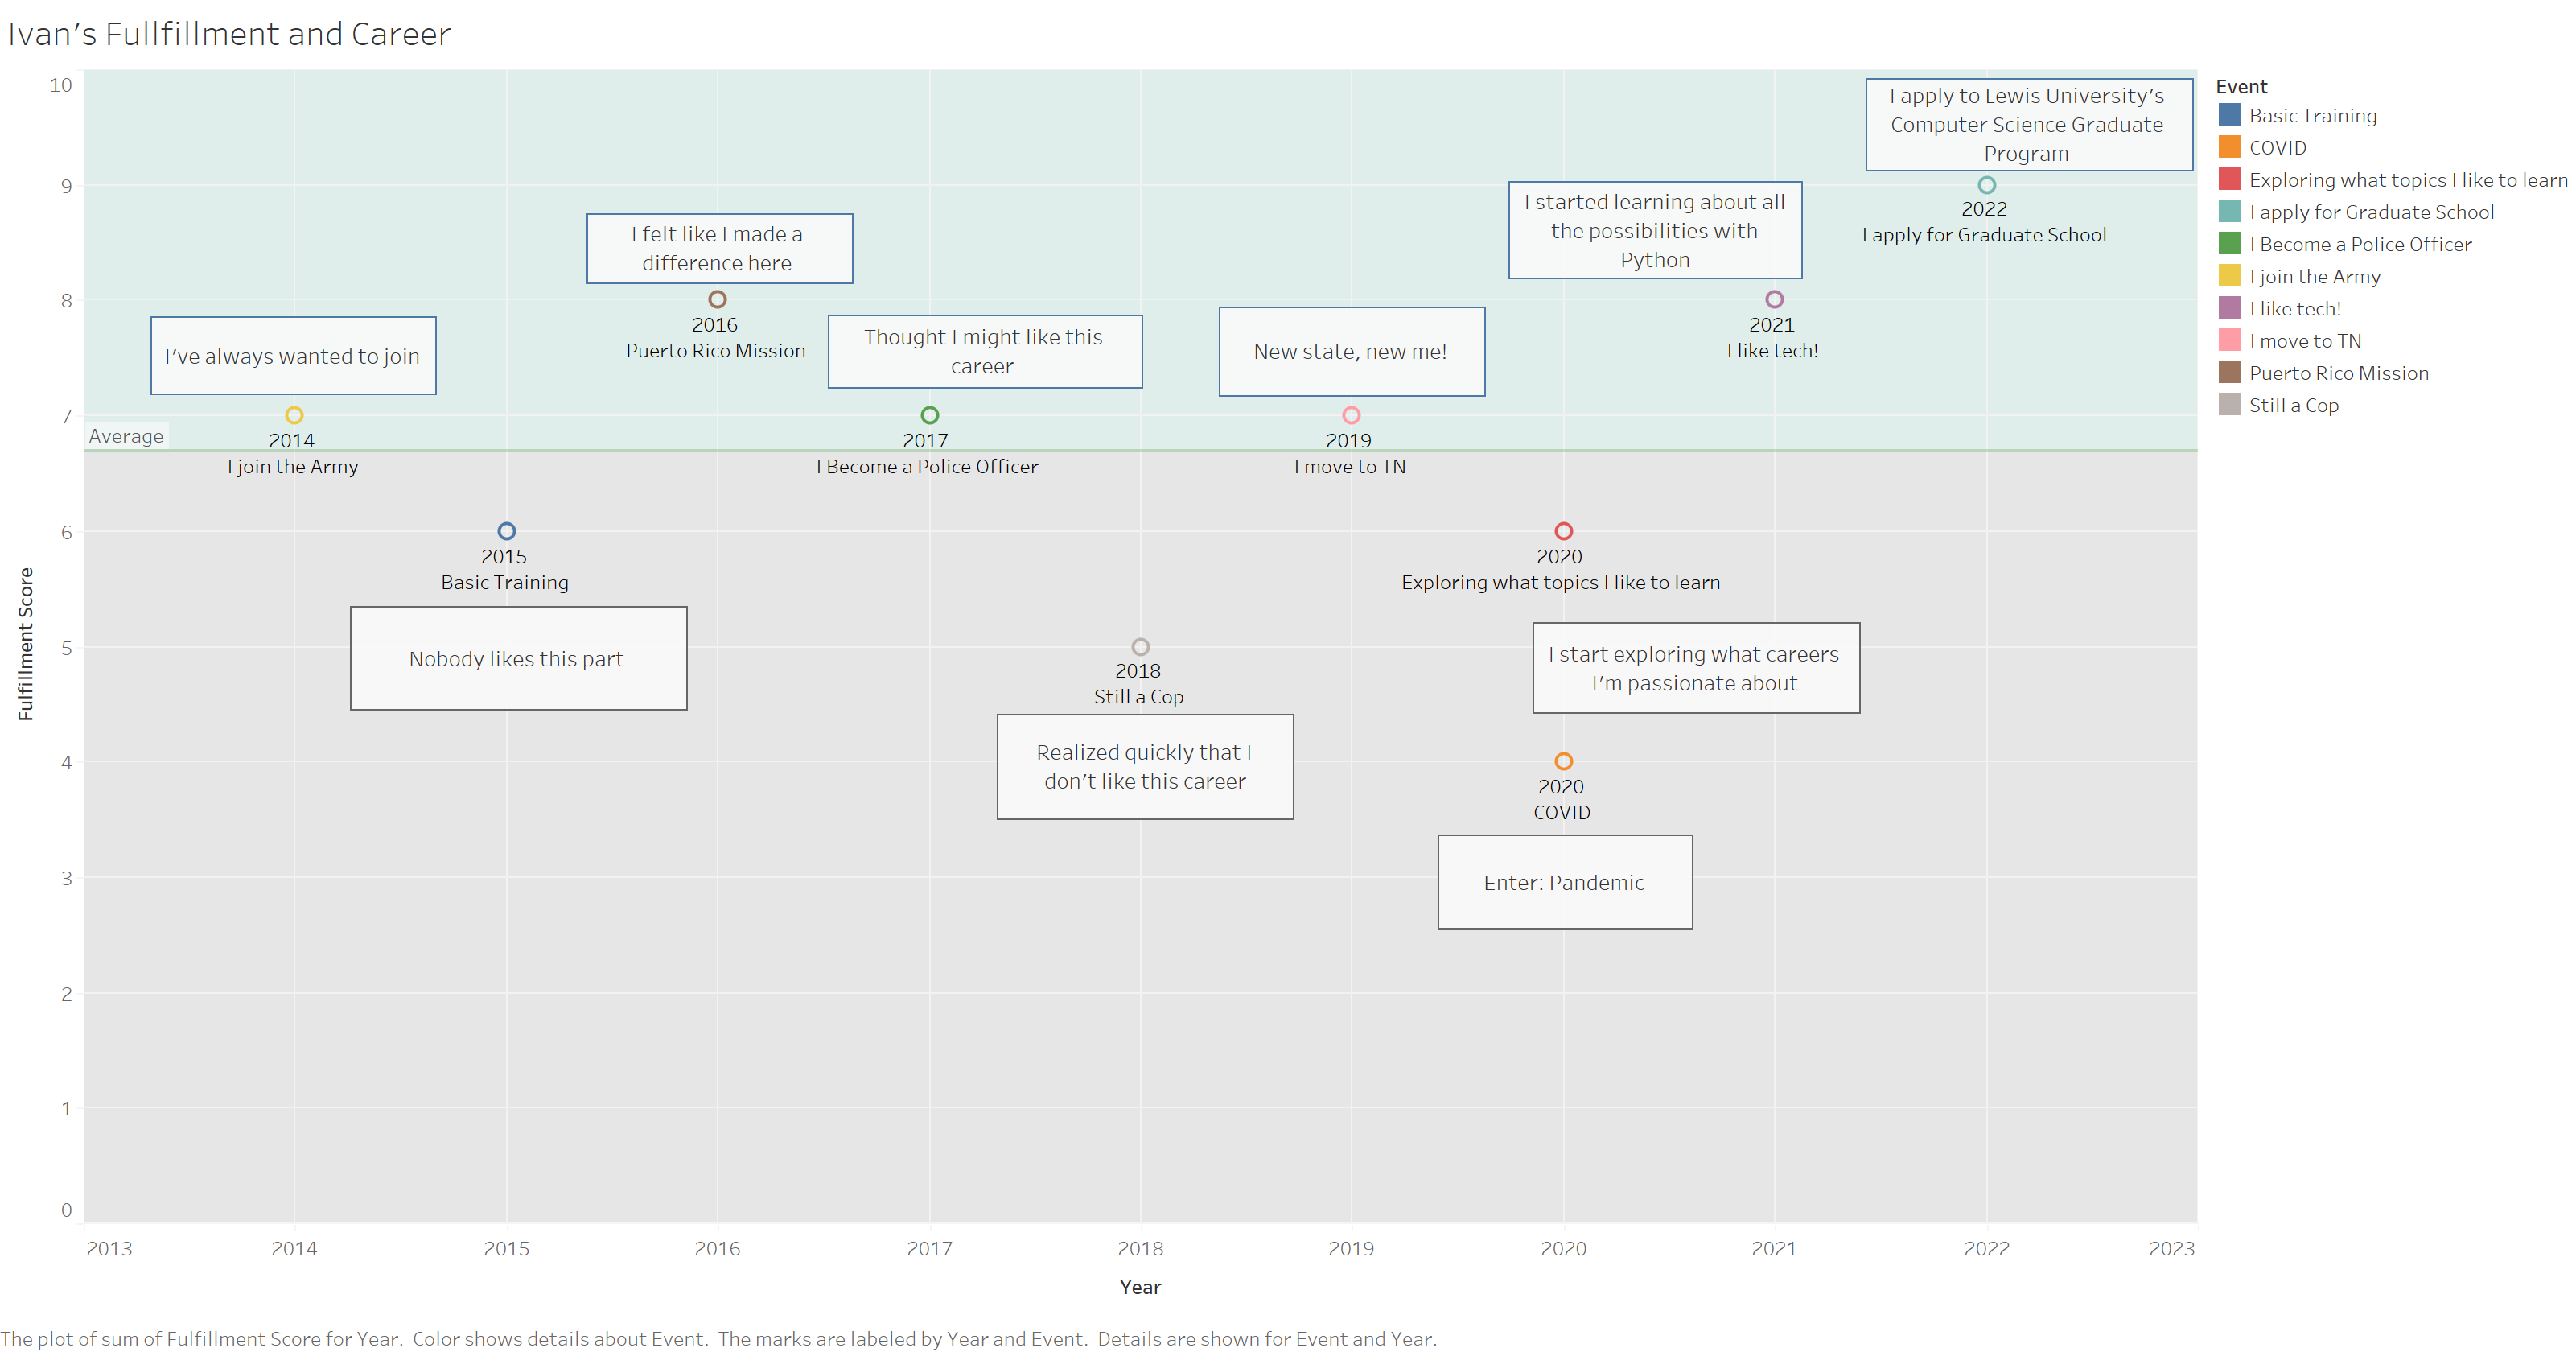 Ivan's Fullfillment and Career
10
9
8
7
6
5
4
3
2
1
0
Fulfillment Score
Average
I've always wanted to join
2014
I join the Army
2015
Basic Training
Nobody likes this part
I felt like I made a
difference here
2016
Puerto Rico Mission
Thought I might like this
career
2017
I Become a Police Officer
2018
Still a Cop
Realized quickly that I
don't like this career
New state, new me!
2019
I move to TN
2020
Exploring what topics I like to learn
I start exploring what careers
I'm passionate about
2020
COVID
Enter: Pandemic
I started learning about all
the possibilities with
Python
2021
I like tech!
I apply to Lewis University's
Computer Science Graduate
Program
2022
I apply for Graduate School
2013
2014
2015
2016
2017
2018
2019
2020
2021
2022
2023
Year
Event
Basic Training
COVID
Exploring what topics I like to learn
I apply for Graduate School
I Become a Police Officer
I join the Army
I like tech!
I move to TN
Puerto Rico Mission
Still a Cop
The plot of sum of Fulfillment Score for Year.  Color shows details about Event.  The marks are labeled by Year and Event.  Details are shown for Event and Year.